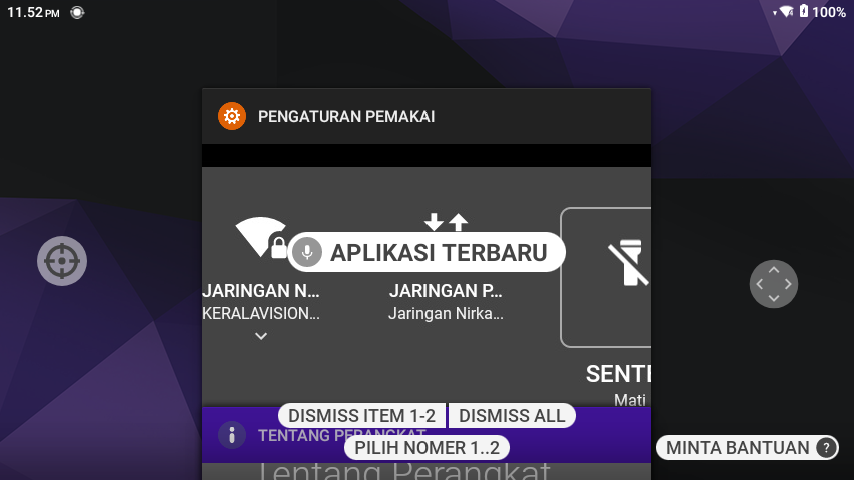 11.52 PM
100%
PENGATURAN PEMAKAI
APLIKASI TERBARU
JARINGAN N...
JARINGAN P...
KERALAVISION...
Jaringan Nirka...
SENTE
Mati
DISMISS ITEM 1-2
DISMISS ALL
TENTANG PERANGKAT
PILIH NOMER 1..2
MINTA BANTUAN ?
Tentang Perangkat